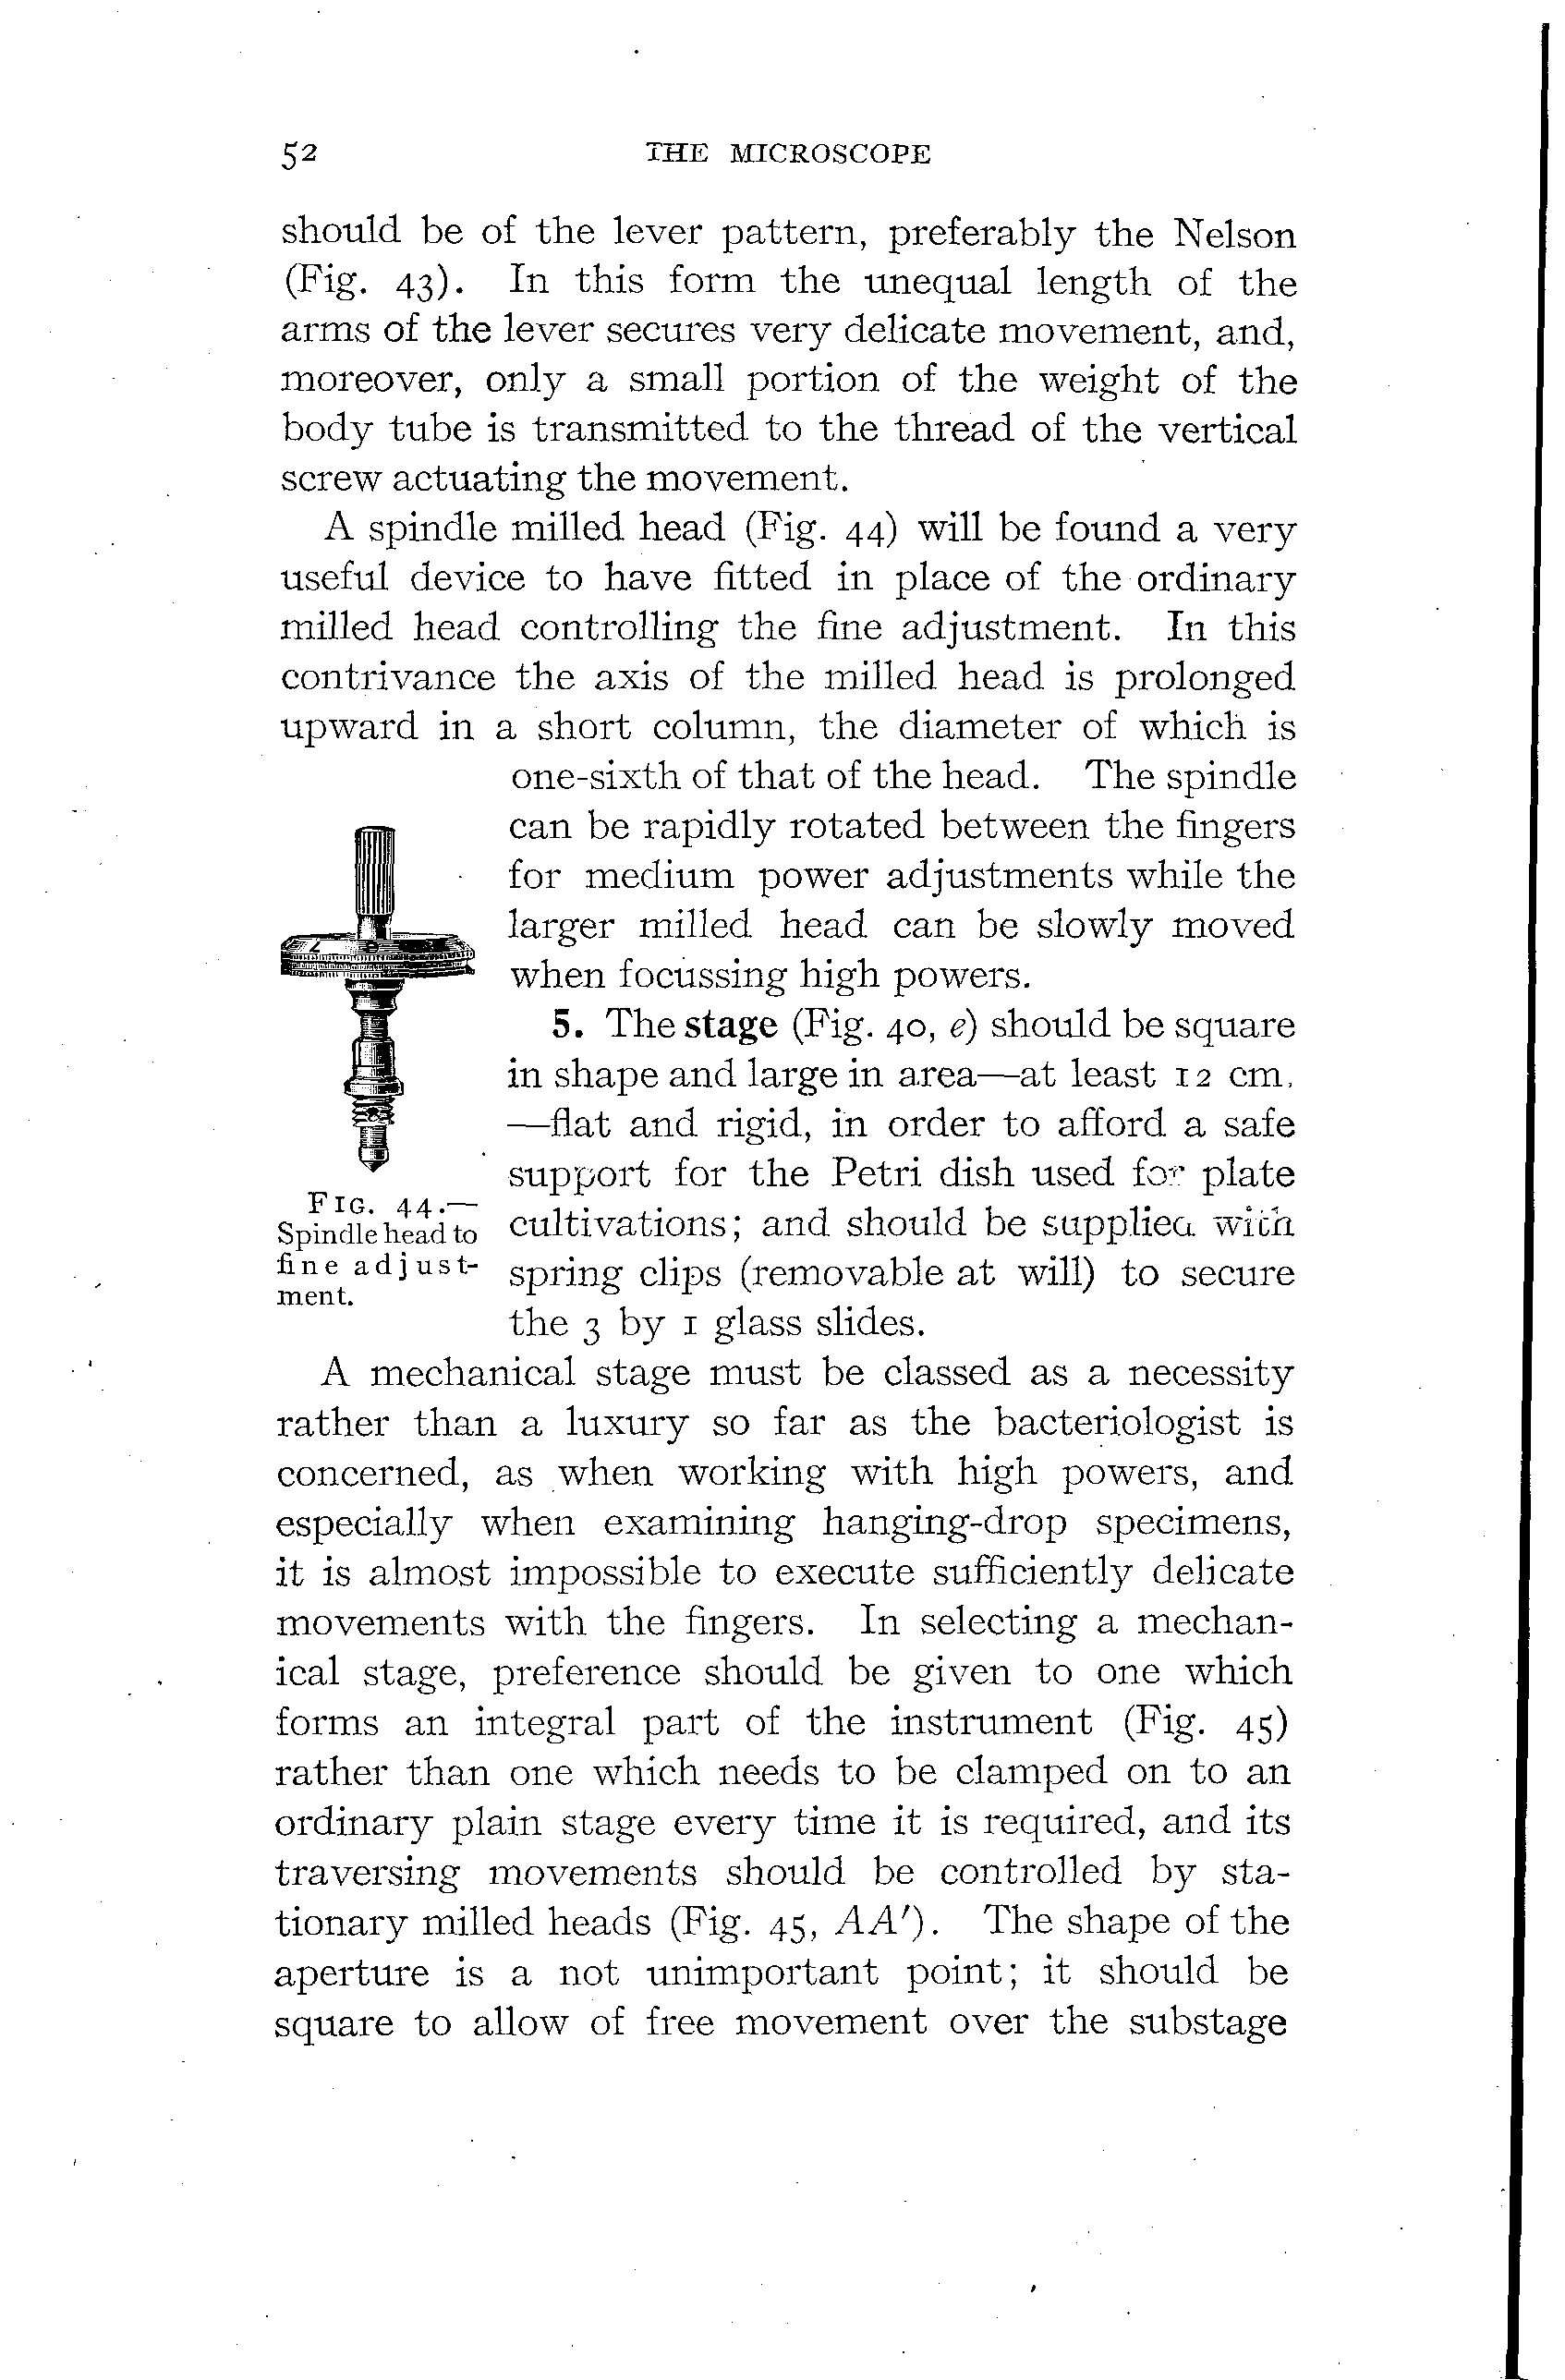 52 THE MICROSCOPE
should be of the lever pattern, preferably the Nelson
(Fig. 43). In this form the unequal length of the
arms of the lever secures very delicate movement, and,
moreover, only a small portion of the weight of the
body tube is transmitted to the thread of the vertical
screw actuating the movement.
A spindle milled head (Fig. 44) will be found a very
useful device to have fitted in place of the ordinary
milled head controlling the fine adjustment. In this
contrivance the axis of the milled head is prolonged
upward in a short column, the diameter of which is
one-sixth of that of the head. The spindle
can be rapidly rotated between the fingers
for medium power adjustments while the
larger milled head can be slowly moved
when focussing high powers.
5. The stage (Fig. 40, e) should be square
in shape and large in area—at least 12 cm.
—flat and rigid, in order to afford a safe
support for the Petri dish used for plate
cultivations; and should be supplied with
spring clips (removable at will) to secure
the 3 by 1 glass slides.
FIG. 44.—
Spindle head to
fine adjust-
ment.
A mechanical stage must be classed as a necessity
rather than a luxury so far as the bacteriologist is
concerned, as when working with high powers, and
especially when examining hanging-drop specimens,
it is almost impossible to execute sufficiently delicate
movements with the fingers. In selecting a mechan-
ical stage, preference should be given to one which
forms an integral part of the instrument (Fig. 45)
rather than one which needs to be clamped on to an
ordinary plain stage every time it is required, and its
traversing movements should be controlled by sta-
tionary milled heads (Fig. 45, AA′). The shape of the
aperture is a not unimportant point; it should be
square to allow of free movement over the substage